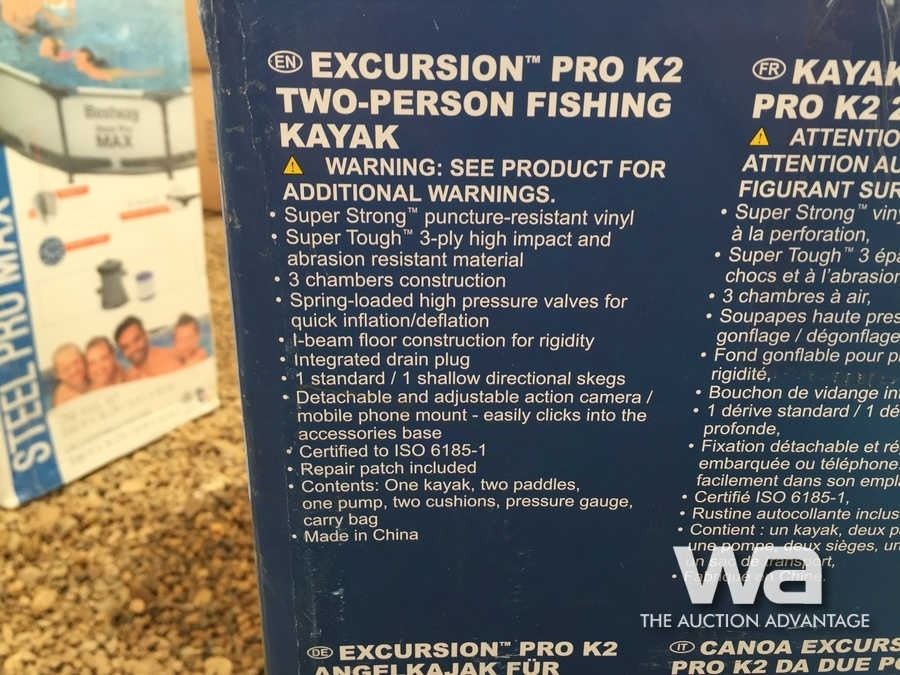 Bestway
MAX
STEEL PRO MAX
EN EXCURSION™ PRO K2
TWO-PERSON FISHING
KAYAK
WARNING: SEE PRODUCT FOR
ADDITIONAL WARNINGS.
• Super Strong™ puncture-resistant vinyl
• Super Tough™ 3-ply high impact and
abrasion resistant material
• 3 chambers construction
• Spring-loaded high pressure valves for
quick inflation/deflation
• I-beam floor construction for rigidity
• Integrated drain plug
• 1 standard / 1 shallow directional skegs
• Detachable and adjustable action camera /
mobile phone mount - easily clicks into the
accessories base
• Certified to ISO 6185-1
• Repair patch included
• Contents: One kayak, two paddles,
one pump, two cushions, pressure gauge,
carry bag
• Made in China
FR KAYAK
PRO K2 2
ATTENTIO
ATTENTION AU
FIGURANT SUR
• Super Strong™ viny
à la perforation,
• Super Tough™ 3 épa
chocs et à l'abrasion
• 3 chambres à air,
• Soupapes haute pres
gonflage / dégonflage
• Fond gonflable pour pl
rigidité,
• Bouchon de vidange in
• 1 dérive standard / 1 dé
profonde,
• Fixation détachable et ré
embarquée ou téléphone
facilement dans son empl
• Certifié ISO 6185-1,
• Rustine autocollante inclus
• Contient : un kayak, deux p
une pompe, deux sièges, un
un sac de transport,
• Fabriqué en Chine.
wa
THE AUCTION ADVANTAGE
DE EXCURSION™ PRO K2
ANGELKAJAK FÜR
IT CANOA EXCURS
PRO K2 DA DUE PO